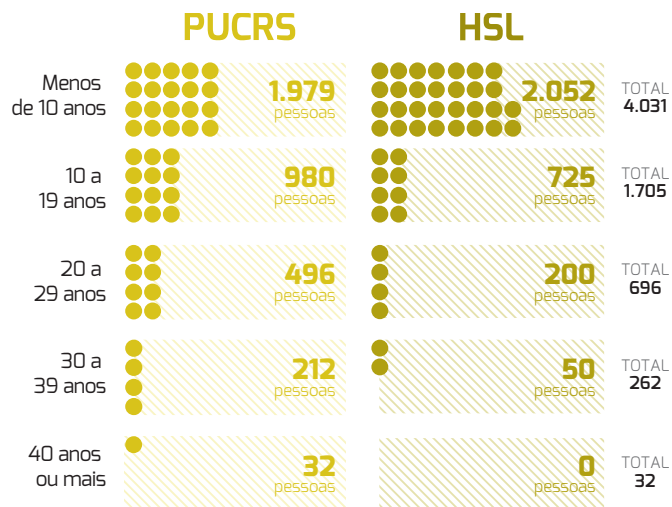 PUCRS
HSL
Menos
de 10 anos
1.979
pessoas
2.052
pessoas
TOTAL
4.031
10 a
19 anos
980
pessoas
725
pessoas
TOTAL
1.705
20 a
29 anos
496
pessoas
200
pessoas
TOTAL
696
30 a
39 anos
212
pessoas
50
pessoas
TOTAL
262
40 anos
ou mais
32
pessoas
0
pessoas
TOTAL
32